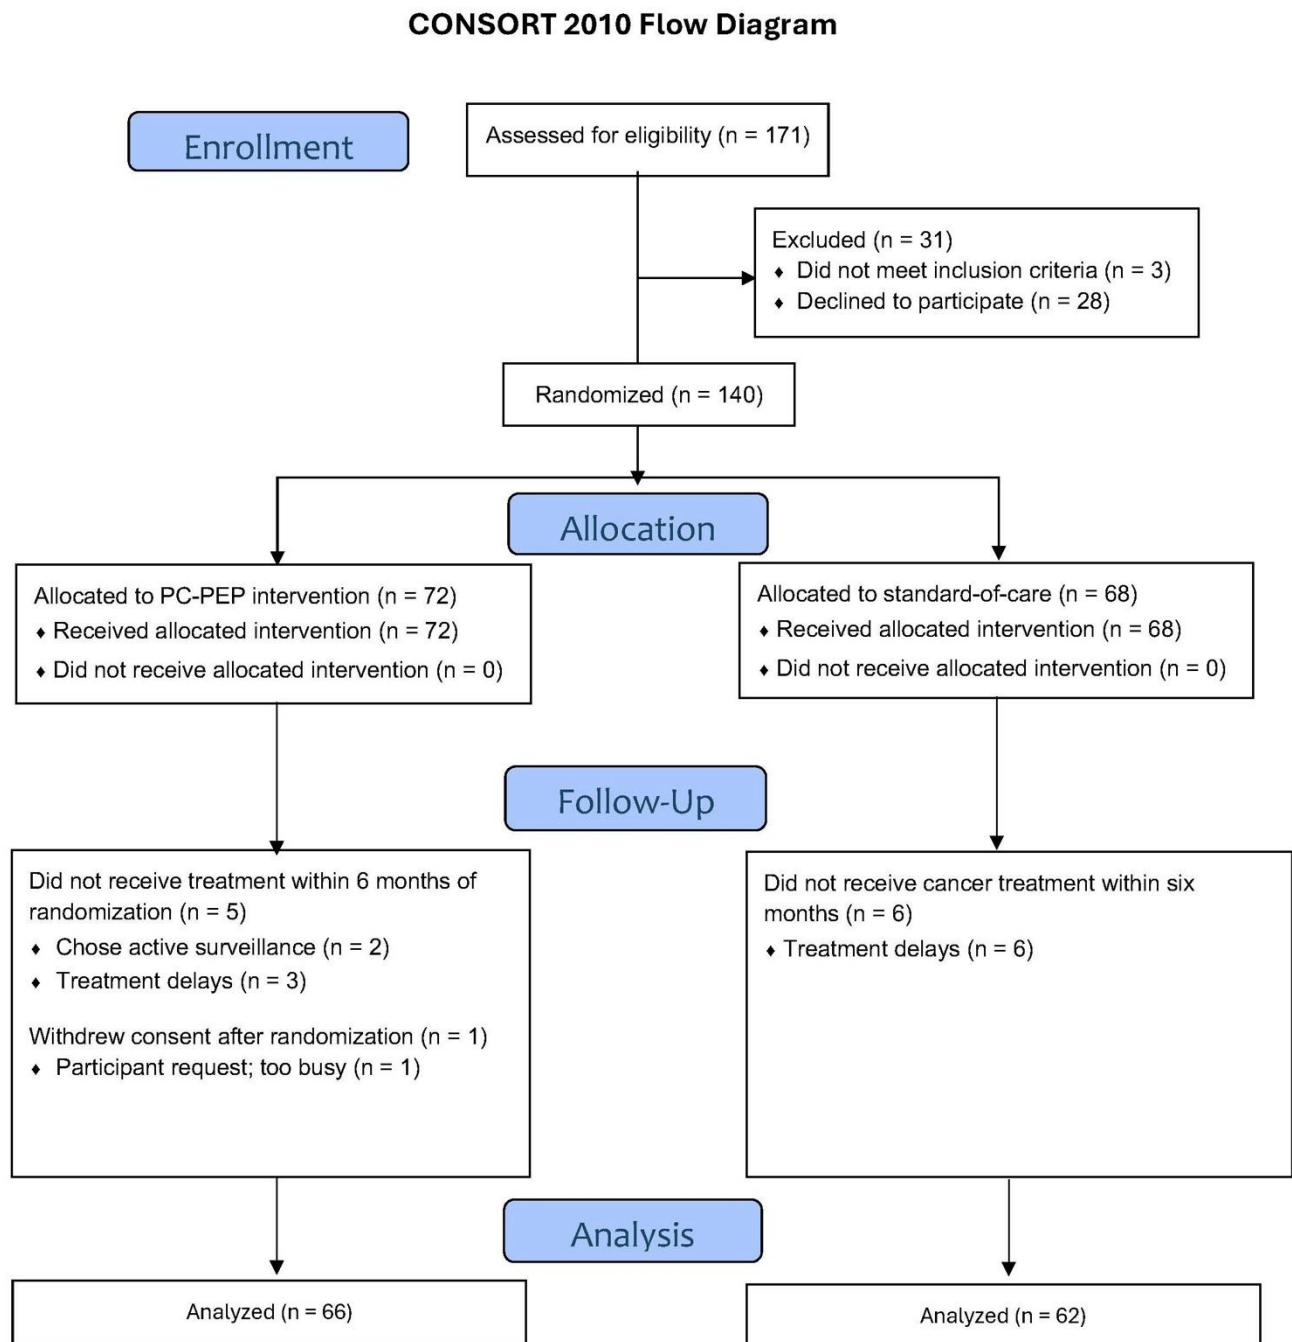 CONSORT 2010 Flow Diagram
Enrollment
Assessed for eligibility (n = 171)
Excluded (n = 31)
♦ Did not meet inclusion criteria (n = 3)
♦ Declined to participate (n = 28)
Randomized (n = 140)
Allocation
Allocated to PC-PEP intervention (n = 72)
♦ Received allocated intervention (n = 72)
♦ Did not receive allocated intervention (n = 0)
Allocated to standard-of-care (n = 68)
♦ Received allocated intervention (n = 68)
♦ Did not receive allocated intervention (n = 0)
Follow-Up
Did not receive treatment within 6 months of
randomization (n = 5)
♦ Chose active surveillance (n = 2)
♦ Treatment delays (n = 3)
Withdrew consent after randomization (n = 1)
♦ Participant request; too busy (n = 1)
Did not receive cancer treatment within six
months (n = 6)
♦ Treatment delays (n = 6)
Analysis
Analyzed (n = 66)
Analyzed (n = 62)